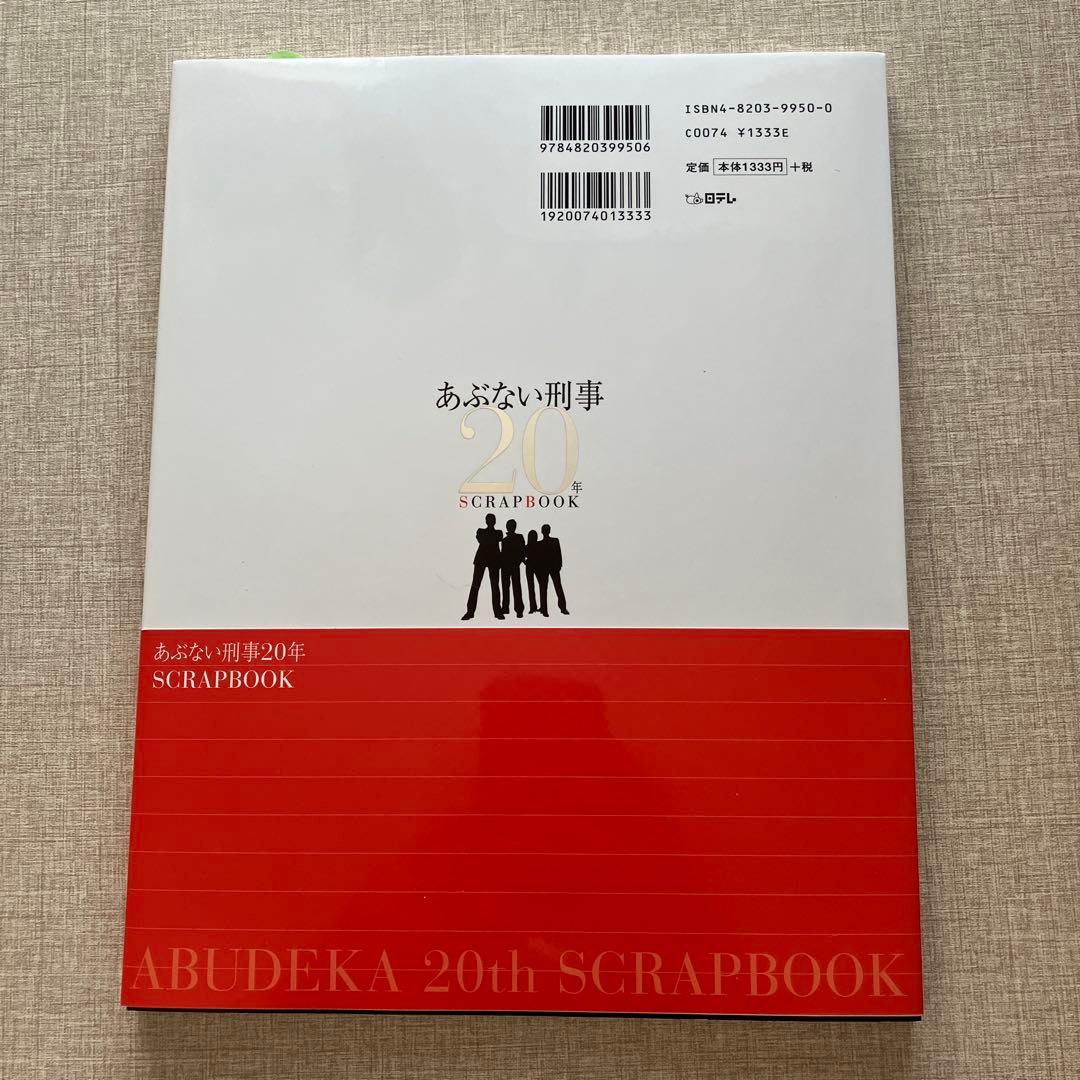 ISBN4-8203-9950-0
9784820399506
C0074 ¥1333E
定価 本体1333円 +税
1920074013333
日テレ
あぶない刑事
20年
SCRAPBOOK
あぶない刑事20年
SCRAPBOOK
ABUDEKA 20th SCRAPBOOK